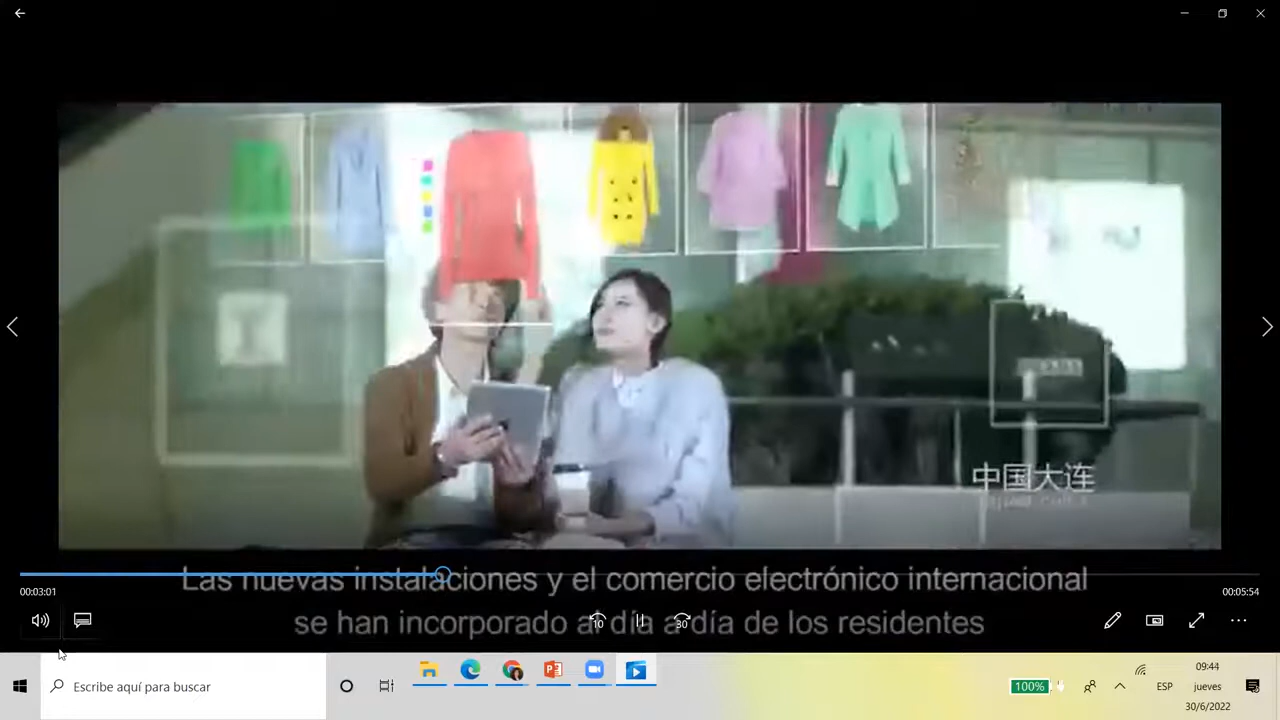 中国大连
Las nuevas instalaciones y el comercio electrónico internacional
00:03:01
00:05:54
se han incorporado al día a día de los residentes
10
30
Escribe aquí para buscar
100%
ESP
09:44
jueves
30/6/2022